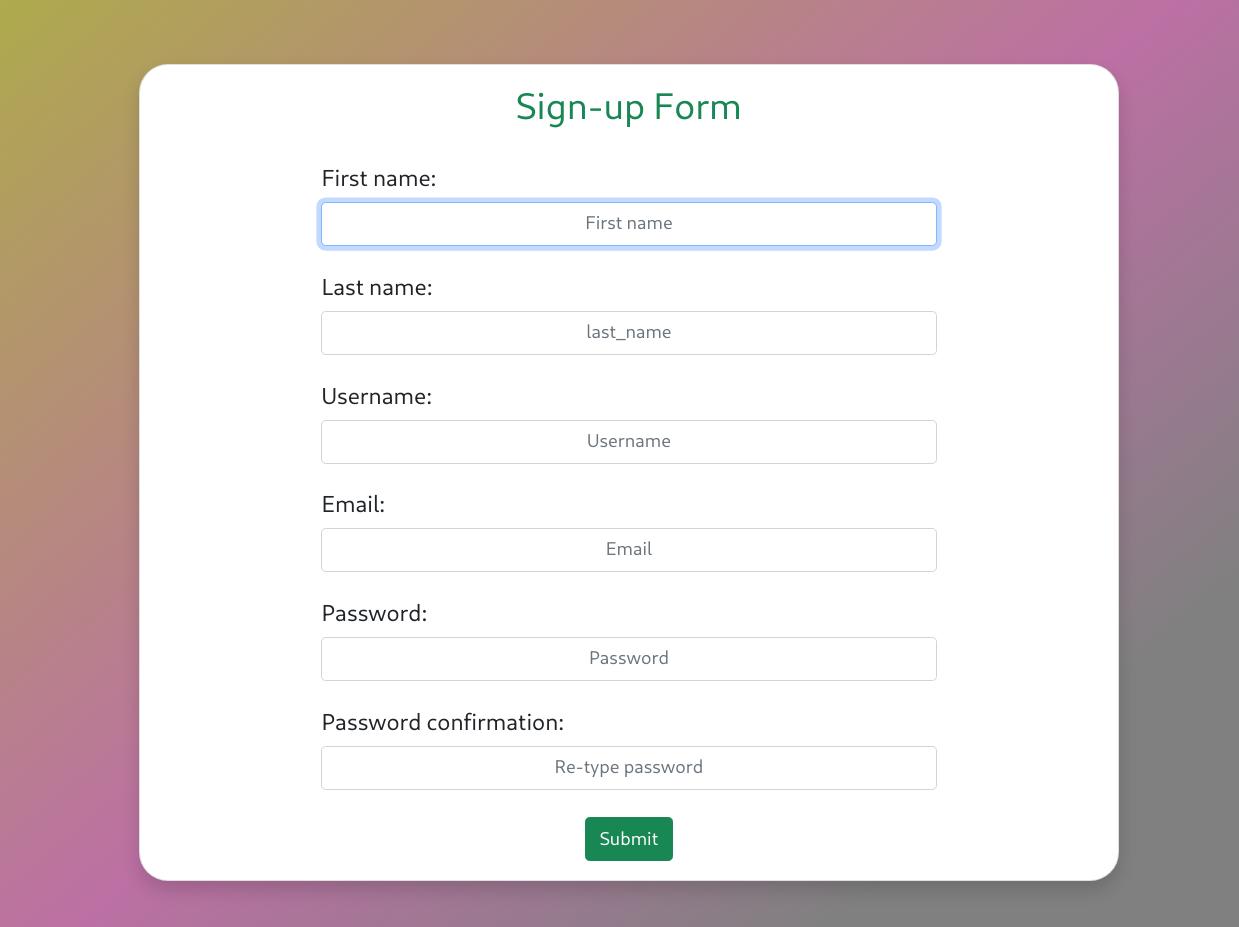 Sign-up Form
First name:
First name
Last name:
last_name
Username:
Username
Email:
Email
Password:
Password
Password confirmation:
Re-type password
Submit